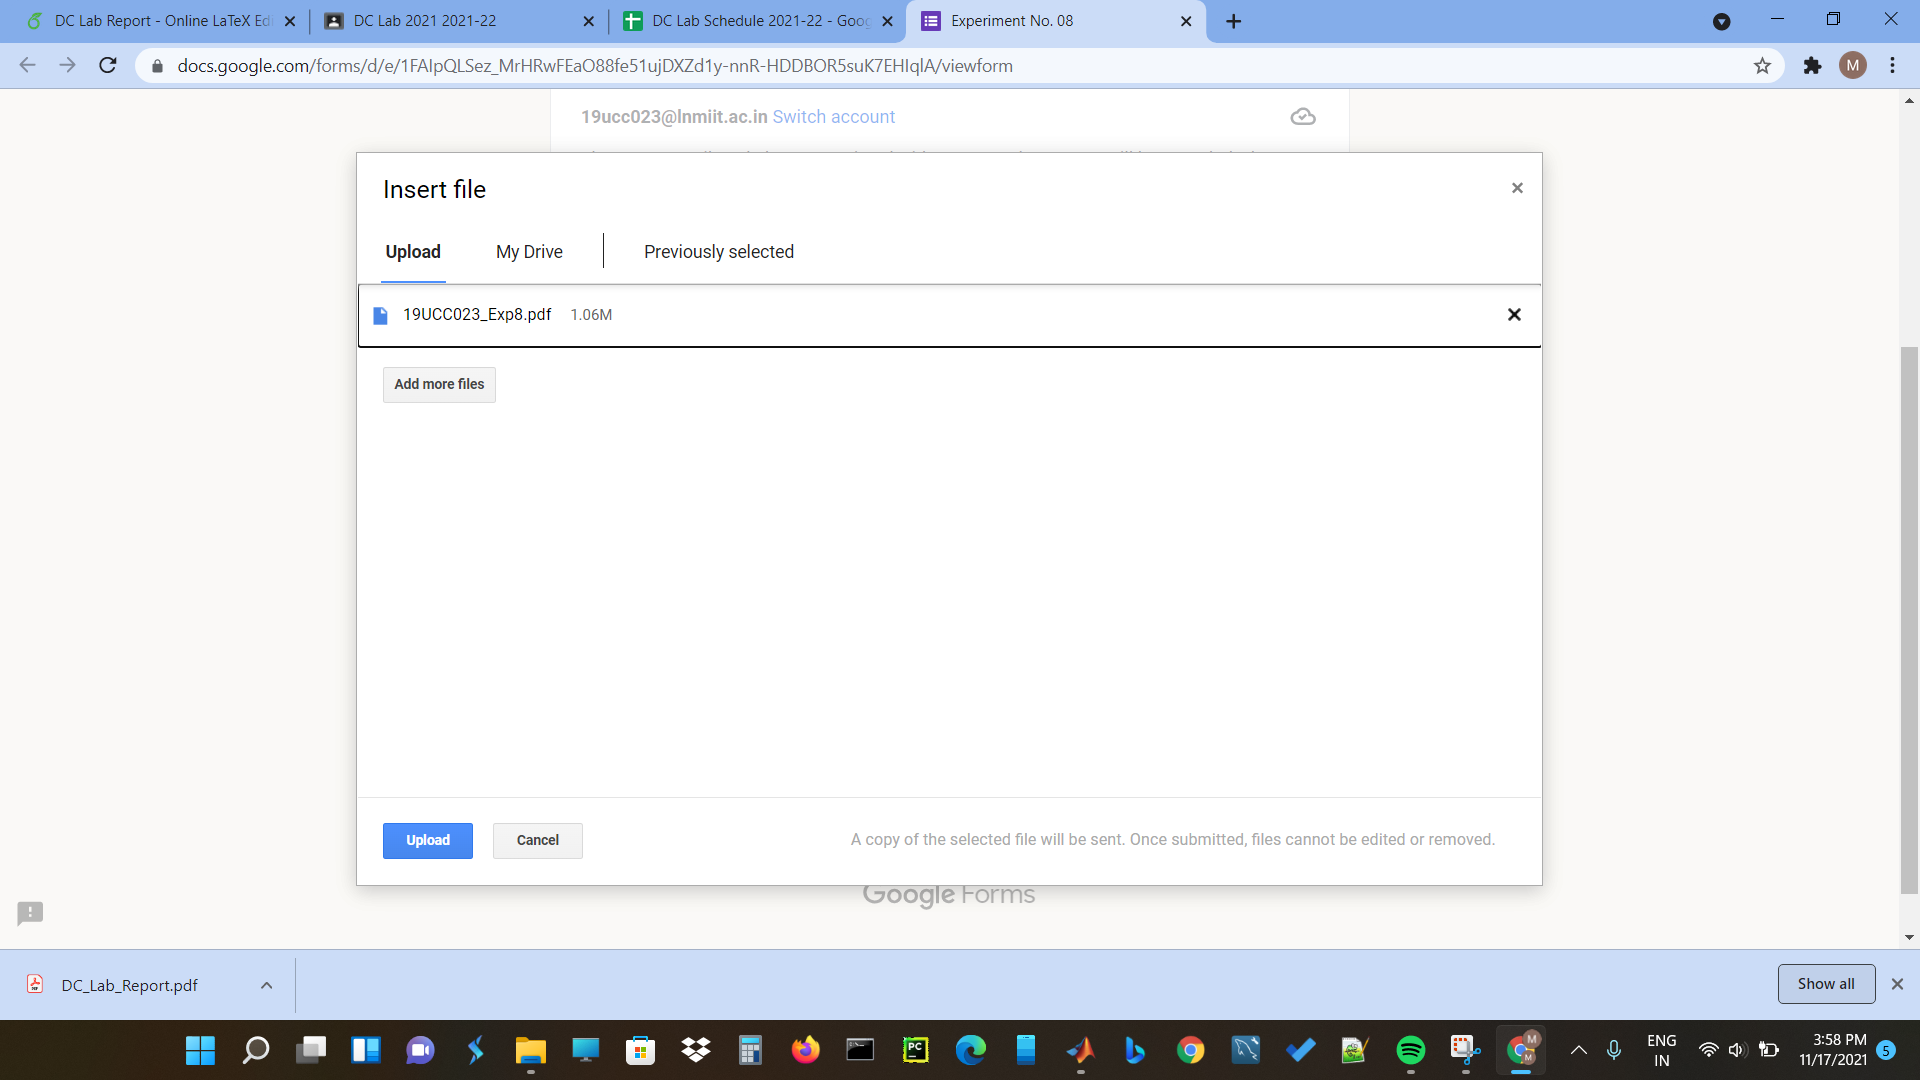 DC Lab Report - Online LaTeX Edi
DC Lab 2021 2021-22
DC Lab Schedule 2021-22 - Goog
Experiment No. 08
docs.google.com/forms/d/e/1FAIpQLSez_MrHRwFEaO88fe51ujDXZd1y-nnR-HDDBOR5suK7EHIqlA/viewform
M
19ucc023@lnmiit.ac.in Switch account
Insert file
Upload
My Drive
Previously selected
19UCC023_Exp8.pdf 1.06M
Add more files
Upload
Cancel
A copy of the selected file will be sent. Once submitted, files cannot be edited or removed.
Google Forms
DC_Lab_Report.pdf
Show all
PC
M
M
ENG
IN
3:58 PM
11/17/2021
5